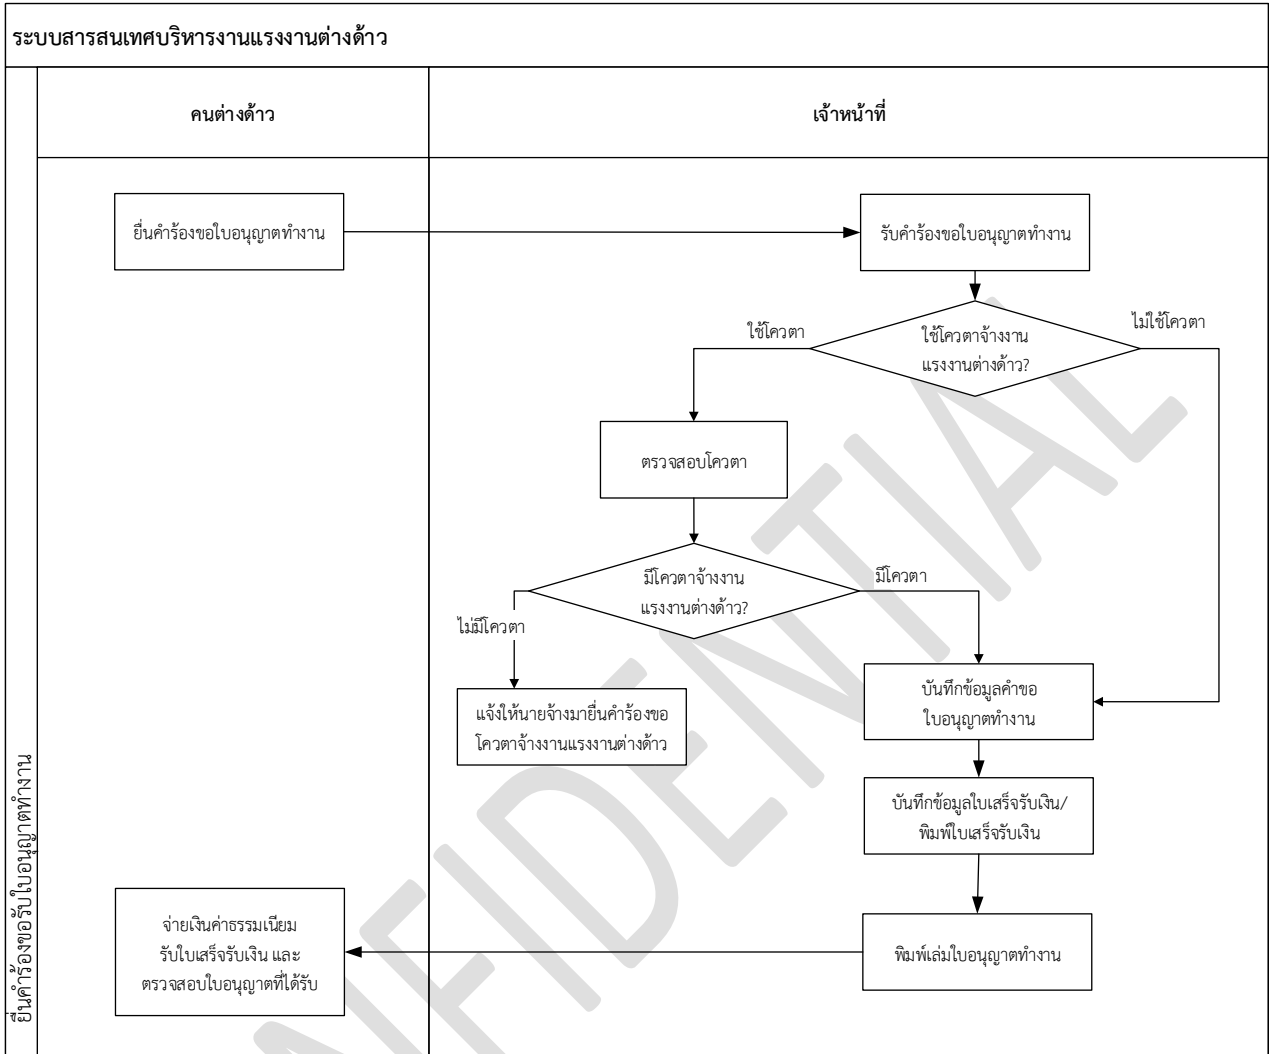 ระบบสารสนเทศบริหารงานแรงงานต่างด้าว
คนต่างด้าว
เจ้าหน้าที่
ยื่นคำร้องขอใบอนุญาตทำงาน
รับคำร้องขอใบอนุญาตทำงาน
ใช้โควตา
ใช้โควตาจ้างงาน
แรงงานต่างด้าว?
ไม่ใช้โควตา
ตรวจสอบโควตา
มีโควตาจ้างงาน
แรงงานต่างด้าว?
มีโควตา
ไม่มีโควตา
แจ้งให้นายจ้างมายื่นคำร้องขอ
โควตาจ้างงานแรงงานต่างด้าว
บันทึกข้อมูลคำขอ
ใบอนุญาตทำงาน
บันทึกข้อมูลใบเสร็จรับเงิน/
พิมพ์ใบเสร็จรับเงิน
จ่ายเงินค่าธรรมเนียม
รับใบเสร็จรับเงิน และ
ตรวจสอบใบอนุญาตที่ได้รับ
พิมพ์เล่มใบอนุญาตทำงาน
ยื่นคำร้องขอรับใบอนุญาตทำงาน
NFIDENTIAL